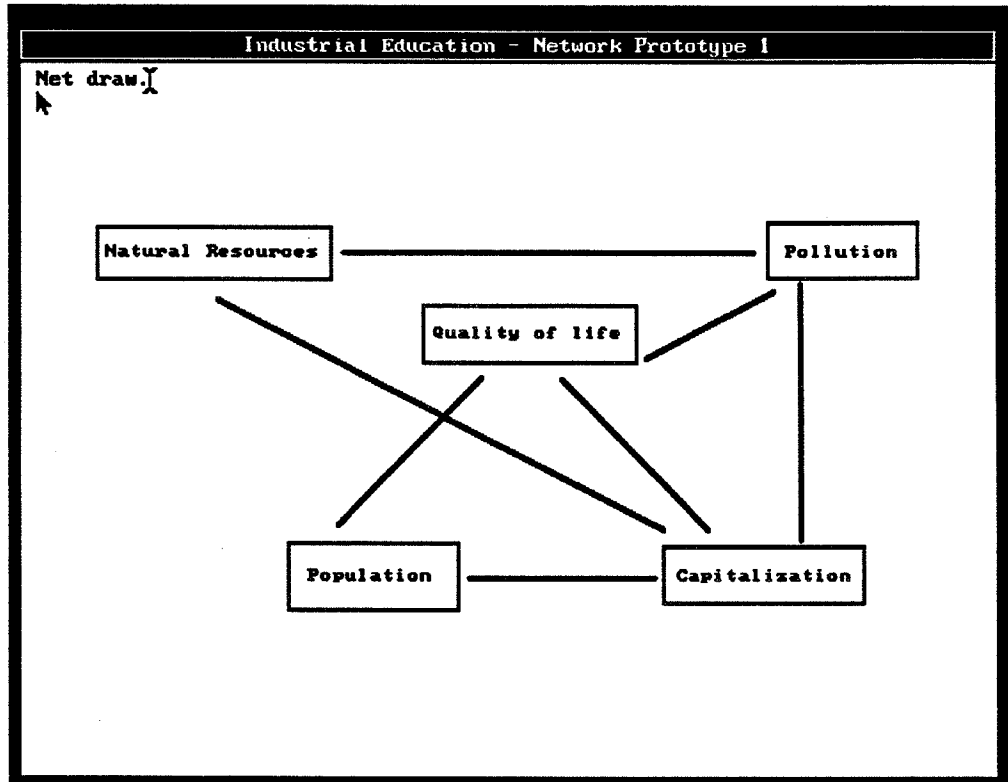 Industrial Education - Network Prototype 1
Net draw.
Natural Resources
Pollution
Quality of life
Population
Capitalization